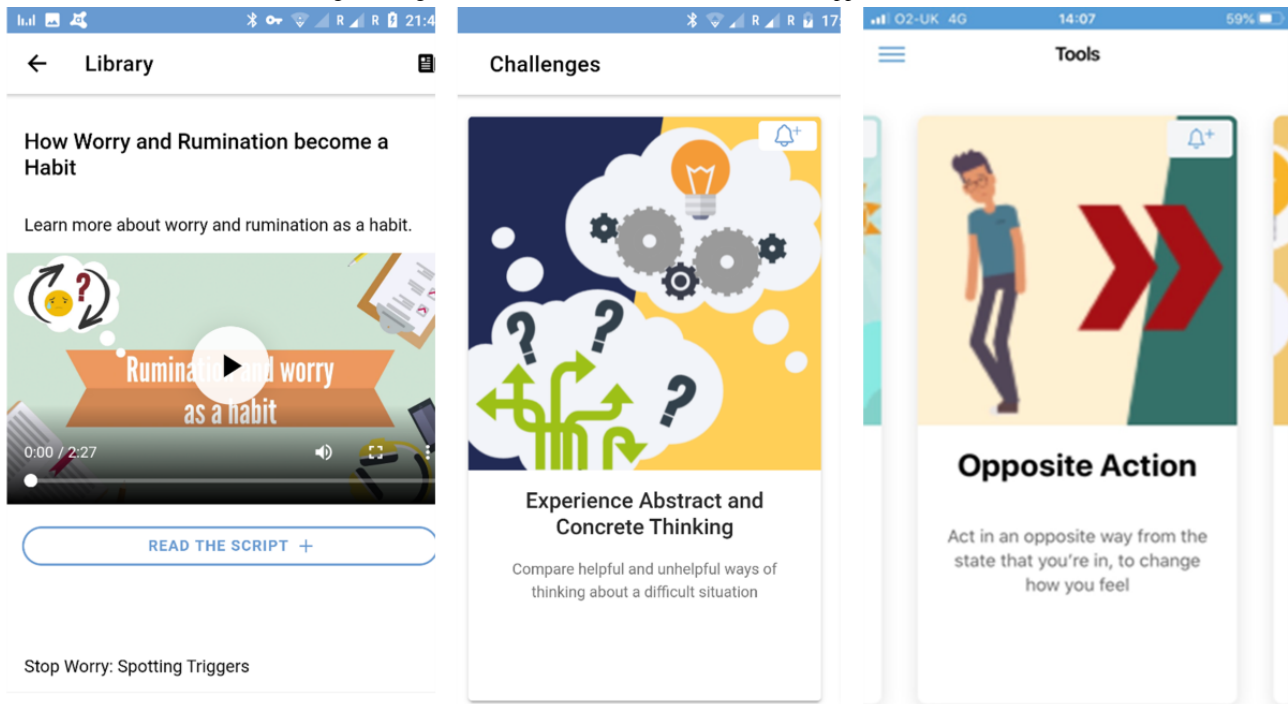 21:4
Library
How Worry and Rumination become a
Habit
Learn more about worry and rumination as a habit.
Rumination and worry
as a habit
0:00 / 2:27
READ THE SCRIPT +
Stop Worry: Spotting Triggers
R R 17:
Challenges
Experience Abstract and
Concrete Thinking
Compare helpful and unhelpful ways of
thinking about a difficult situation
O2-UK 4G 14:07 59%
Tools
Opposite Action
Act in an opposite way from the
state that you're in, to change
how you feel